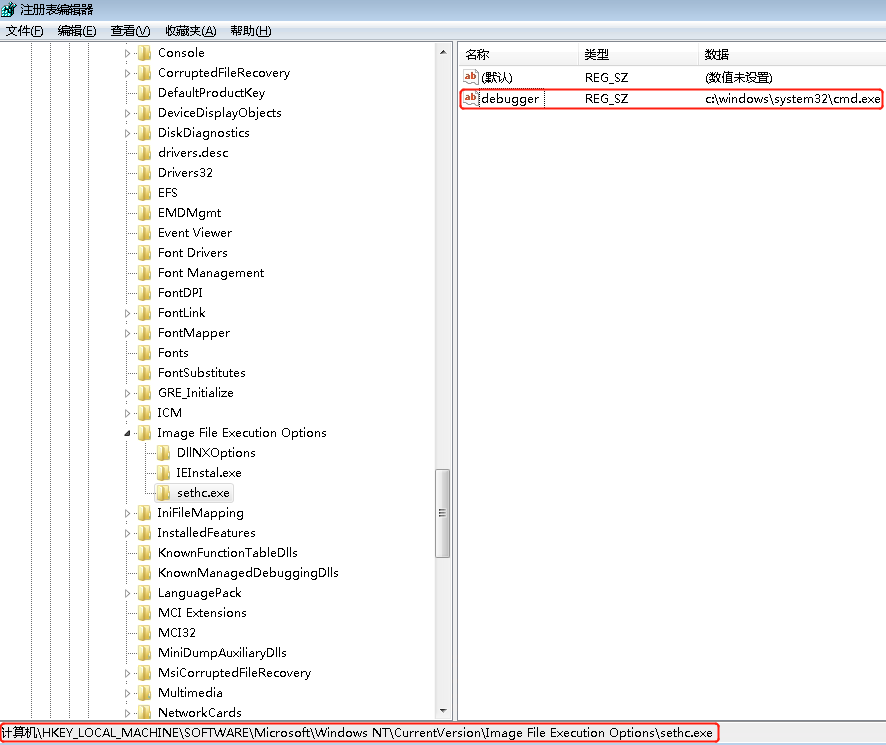 注册表编辑器
文件(F) 编辑(E) 查看(V) 收藏夹(A) 帮助(H)
Console
CorruptedFileRecovery
DefaultProductKey
DeviceDisplayObjects
DiskDiagnostics
drivers.desc
Drivers32
EFS
EMDMgmt
Event Viewer
Font Drivers
Font Management
FontDPI
FontLink
FontMapper
Fonts
FontSubstitutes
GRE_Initialize
ICM
Image File Execution Options
DllNXOptions
IEInstal.exe
sethc.exe
IniFileMapping
InstalledFeatures
KnownFunctionTableDlls
KnownManagedDebuggingDlls
LanguagePack
MCI Extensions
MCI32
MiniDumpAuxiliaryDlls
MsiCorruptedFileRecovery
Multimedia
NetworkCards
名称 类型 数据
ab (默认) REG_SZ (数值未设置)
ab debugger REG_SZ c:\windows\system32\cmd.exe
计算机\HKEY_LOCAL_MACHINE\SOFTWARE\Microsoft\Windows NT\CurrentVersion\Image File Execution Options\sethc.exe